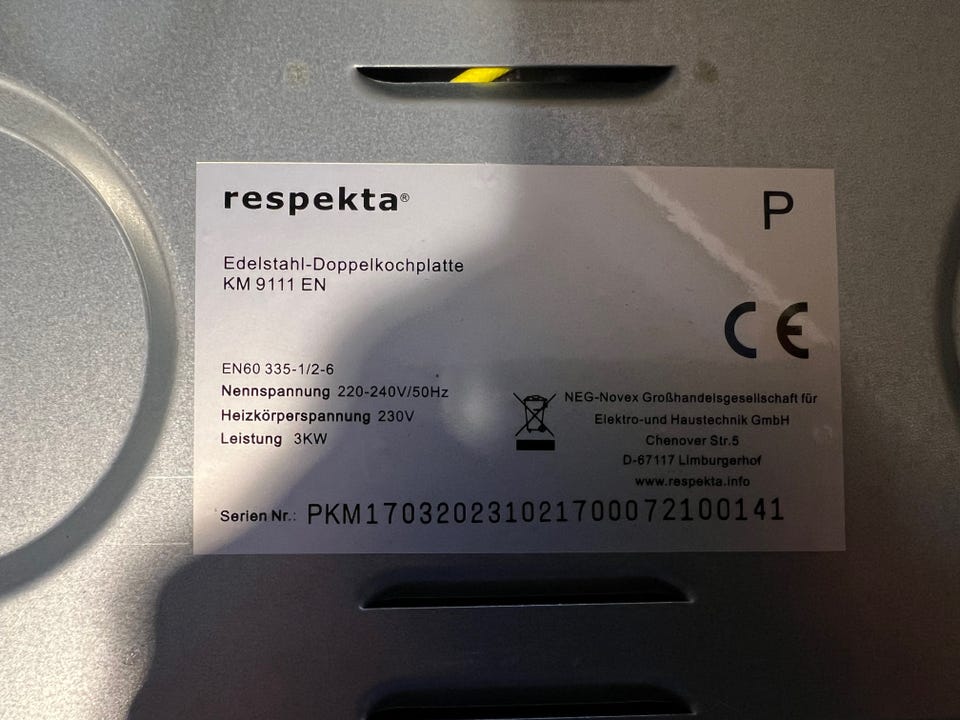 respekta®
P
Edelstahl-Doppelkochplatte
KM 9111 EN
CE
EN60 335-1/2-6
Nennspannung 220-240V/50Hz
Heizkörperspannung 230V
Leistung 3KW
NEG-Novex Großhandelsgesellschaft für
Elektro-und Haustechnik GmbH
Chenover Str.5
D-67117 Limburgerhof
www.respekta.info
Serien Nr.: PKM170320231021700072100141